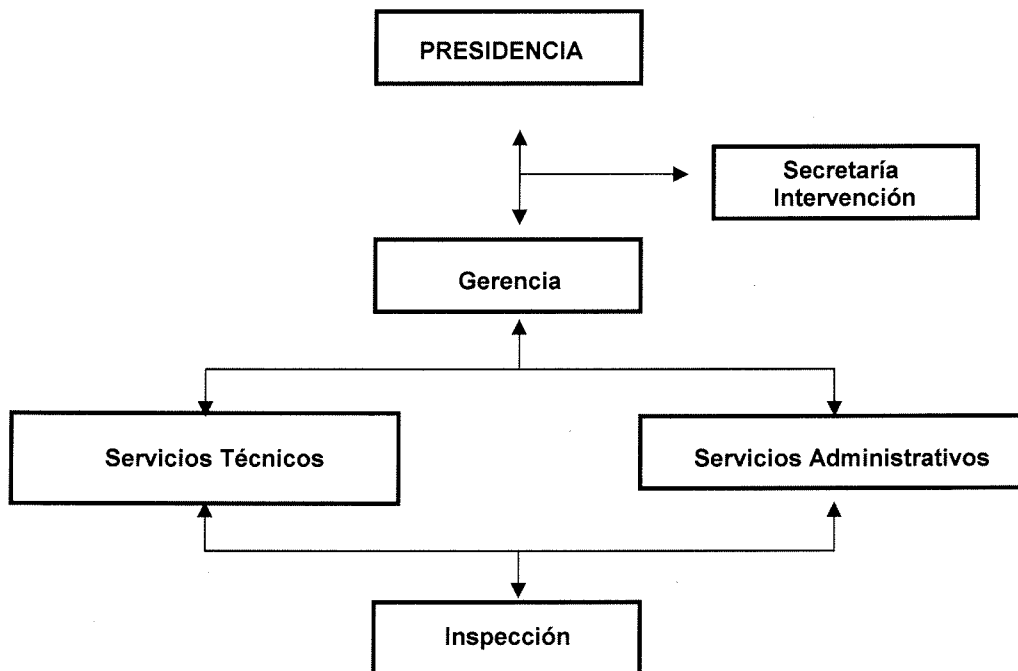 PRESIDENCIA
Secretaría
Intervención
Gerencia
Servicios Técnicos
Servicios Administrativos
Inspección